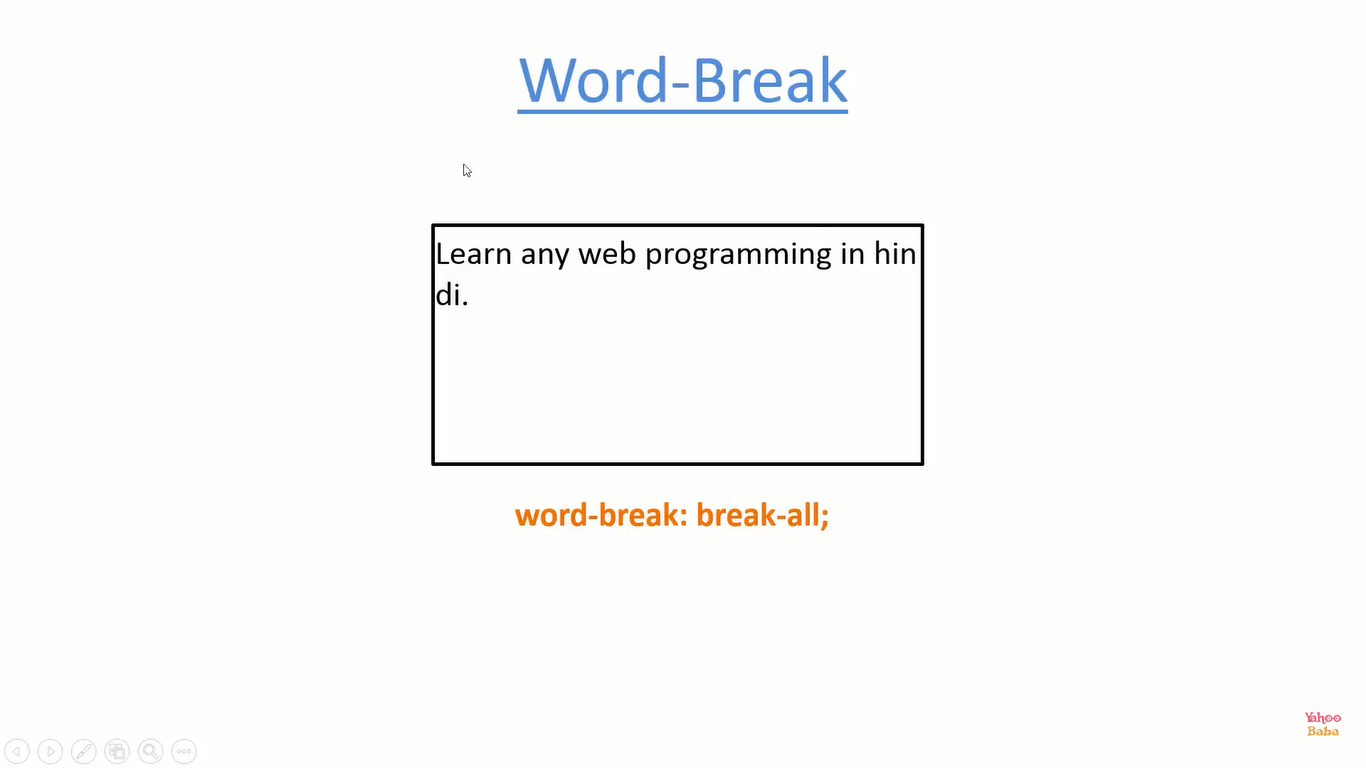 Word-Break
Learn any web programming in hin
di.
word-break: break-all;
Yahoo
Baba